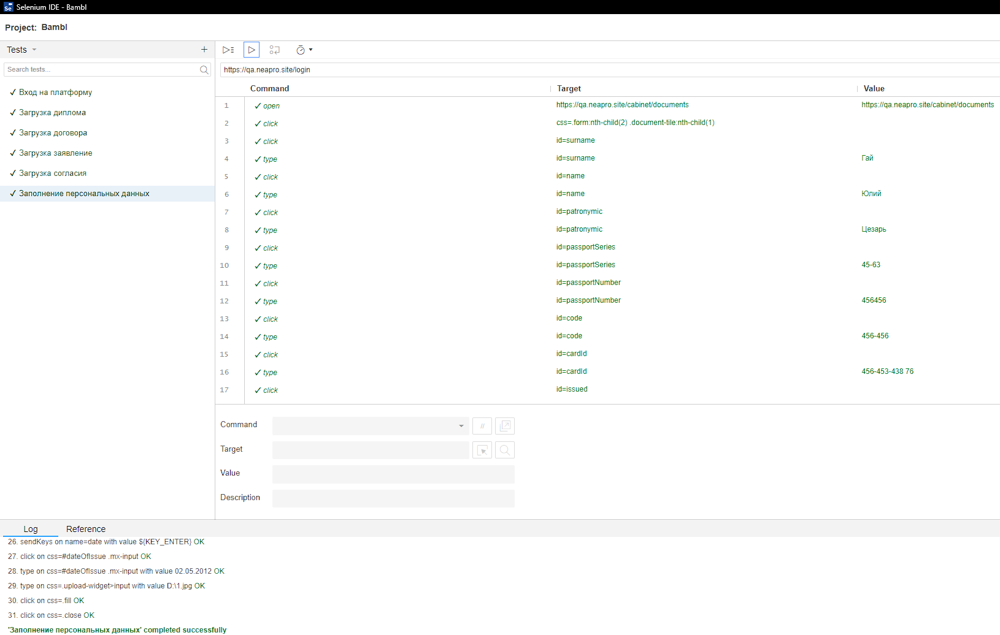 Selenium IDE - Bambl
Project: Bambl
Tests
Search tests...
✓ Вход на платформу
✓ Загрузка диплома
✓ Загрузка договора
✓ Загрузка заявление
✓ Загрузка согласия
✓ Заполнение персональных данных
https://qa.neapro.site/login
Command Target Value
1 ✓ open https://qa.neapro.site/cabinet/documents https://qa.neapro.site/cabinet/documents
2 ✓ click css=.form:nth-child(2) .document-tile:nth-child(1)
3 ✓ click id=surname
4 ✓ type id=surname Гай
5 ✓ click id=name
6 ✓ type id=name Юлий
7 ✓ click id=patronymic
8 ✓ type id=patronymic Цезарь
9 ✓ click id=passportSeries
10 ✓ type id=passportSeries 45-63
11 ✓ click id=passportNumber
12 ✓ type id=passportNumber 456456
13 ✓ click id=code
14 ✓ type id=code 456-456
15 ✓ click id=cardId
16 ✓ type id=cardId 456-453-438 76
17 ✓ click id=issued
Command //
Target
Value
Description
Log Reference
26. sendKeys on name=date with value ${KEY_ENTER} OK
27. click on css=#dateOfIssue .mx-input OK
28. type on css=#dateOfIssue .mx-input with value 02.05.2012 OK
29. type on css=.upload-widget>input with value D:\1.jpg OK
30. click on css=.fill OK
31. click on css=.close OK
'Заполнение персональных данных' completed successfully